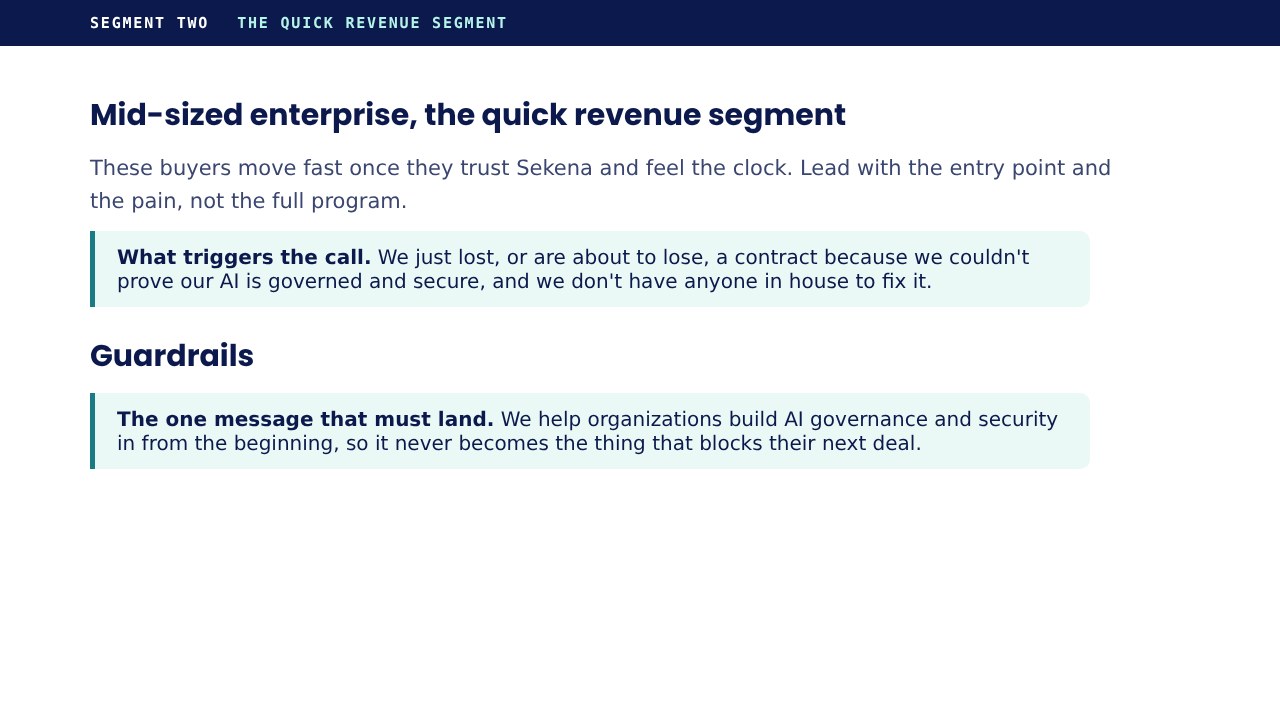 SEGMENT TWO THE QUICK REVENUE SEGMENT
Mid-sized enterprise, the quick revenue segment
These buyers move fast once they trust Sekena and feel the clock. Lead with the entry point and
the pain, not the full program.
What triggers the call. We just lost, or are about to lose, a contract because we couldn't
prove our AI is governed and secure, and we don't have anyone in house to fix it.
Guardrails
The one message that must land. We help organizations build AI governance and security
in from the beginning, so it never becomes the thing that blocks their next deal.